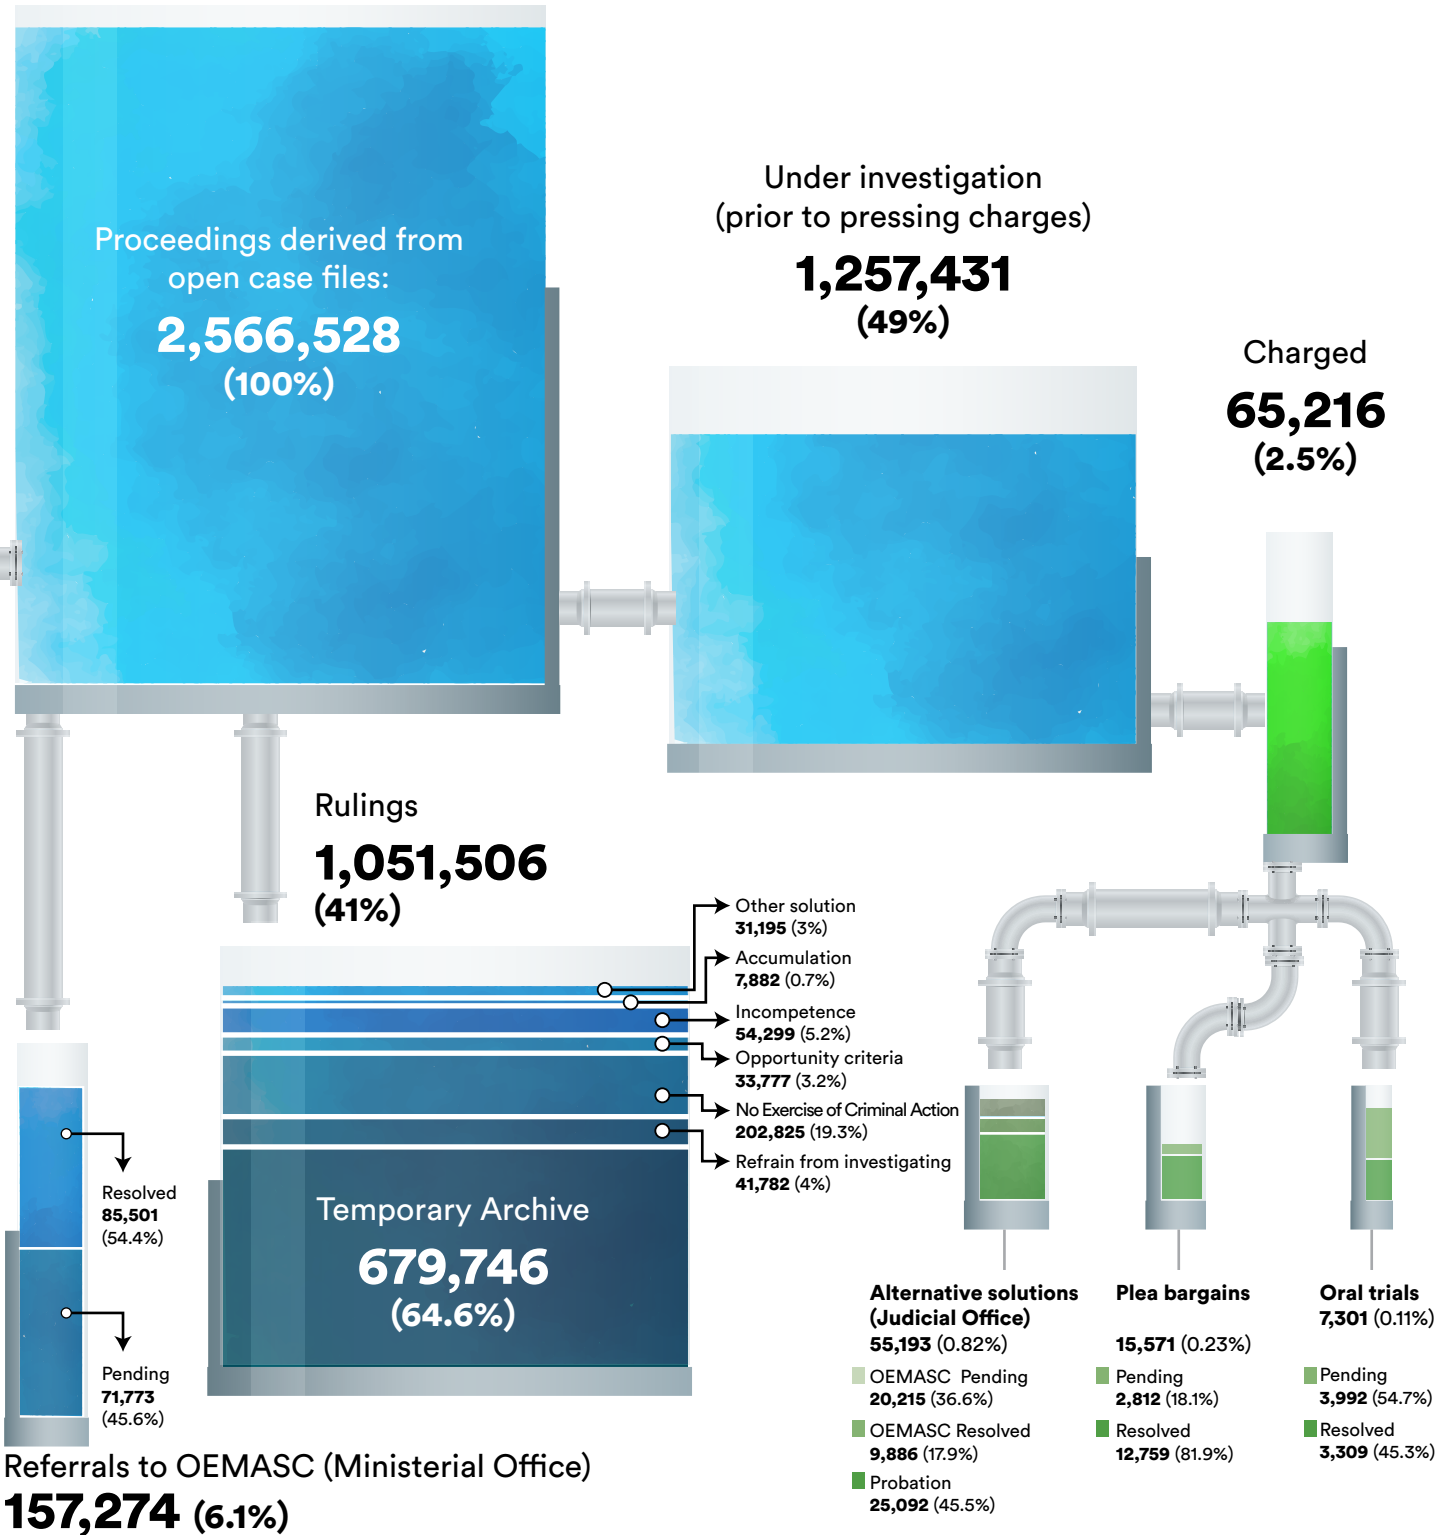 Proceedings derived from
open case files:
2,566,528
(100%)
Under investigation
(prior to pressing charges)
1,257,431
(49%)
Charged
65,216
(2.5%)
Rulings
1,051,506
(41%)
Other solution
31,195 (3%)
Accumulation
7,882 (0.7%)
Incompetence
54,299 (5.2%)
Opportunity criteria
33,777 (3.2%)
No Exercise of Criminal Action
202,825 (19.3%)
Refrain from investigating
41,782 (4%)
Temporary Archive
679,746
(64.6%)
Resolved
85,501
(54.4%)
Pending
71,773
(45.6%)
Referrals to OEMASC (Ministerial Office)
157,274 (6.1%)
Alternative solutions
(Judicial Office)
55,193 (0.82%)
OEMASC Pending
20,215 (36.6%)
OEMASC Resolved
9,886 (17.9%)
Probation
25,092 (45.5%)
Plea bargains
15,571 (0.23%)
Pending
2,812 (18.1%)
Resolved
12,759 (81.9%)
Oral trials
7,301 (0.11%)
Pending
3,992 (54.7%)
Resolved
3,309 (45.3%)